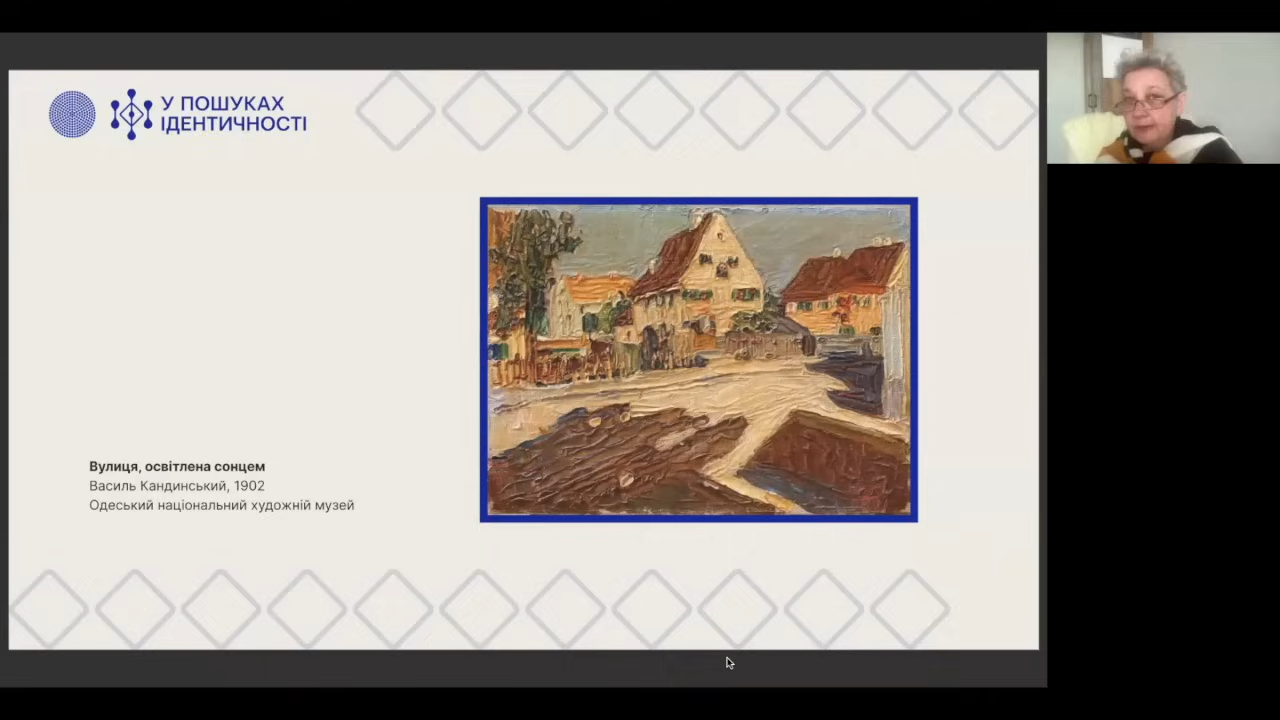 У ПОШУКАХ
ІДЕНТИЧНОСТІ
Вулиця, освітлена сонцем
Василь Кандинський, 1902
Одеський національний художній музей